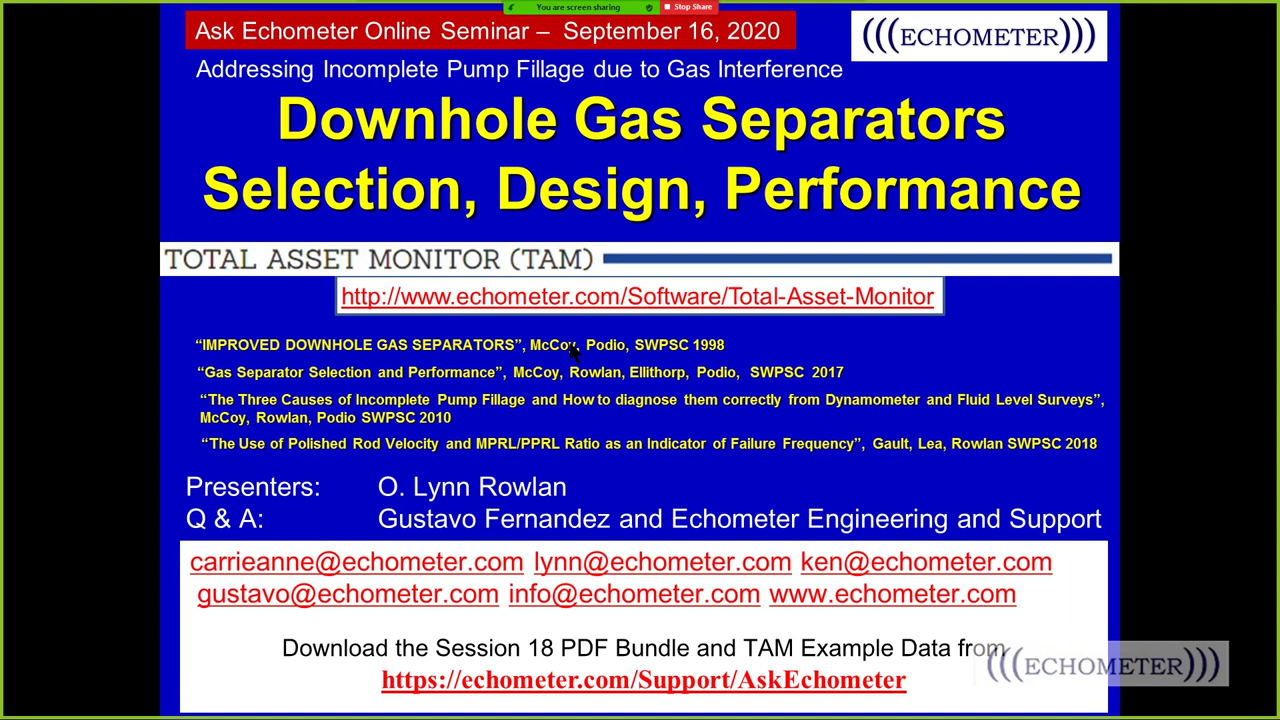 You are screen sharing
Stop Share
Ask Echometer Online Seminar – September 16, 2020
(((ECHOMETER)))
Addressing Incomplete Pump Fillage due to Gas Interference
Downhole Gas Separators
Selection, Design, Performance
TOTAL ASSET MONITOR (TAM)
http://www.echometer.com/Software/Total-Asset-Monitor
“IMPROVED DOWNHOLE GAS SEPARATORS”, McCoy, Podio, SWPSC 1998
“Gas Separator Selection and Performance”, McCoy, Rowlan, Ellithorp, Podio, SWPSC 2017
“The Three Causes of Incomplete Pump Fillage and How to diagnose them correctly from Dynamometer and Fluid Level Surveys”,
McCoy, Rowlan, Podio SWPSC 2010
“The Use of Polished Rod Velocity and MPRL/PPRL Ratio as an Indicator of Failure Frequency”, Gault, Lea, Rowlan SWPSC 2018
Presenters: O. Lynn Rowlan
Q & A: Gustavo Fernandez and Echometer Engineering and Support
carrieanne@echometer.com lynn@echometer.com ken@echometer.com
gustavo@echometer.com info@echometer.com www.echometer.com
Download the Session 18 PDF Bundle and TAM Example Data from
https://echometer.com/Support/AskEchometer
(((ECHOMETER)))